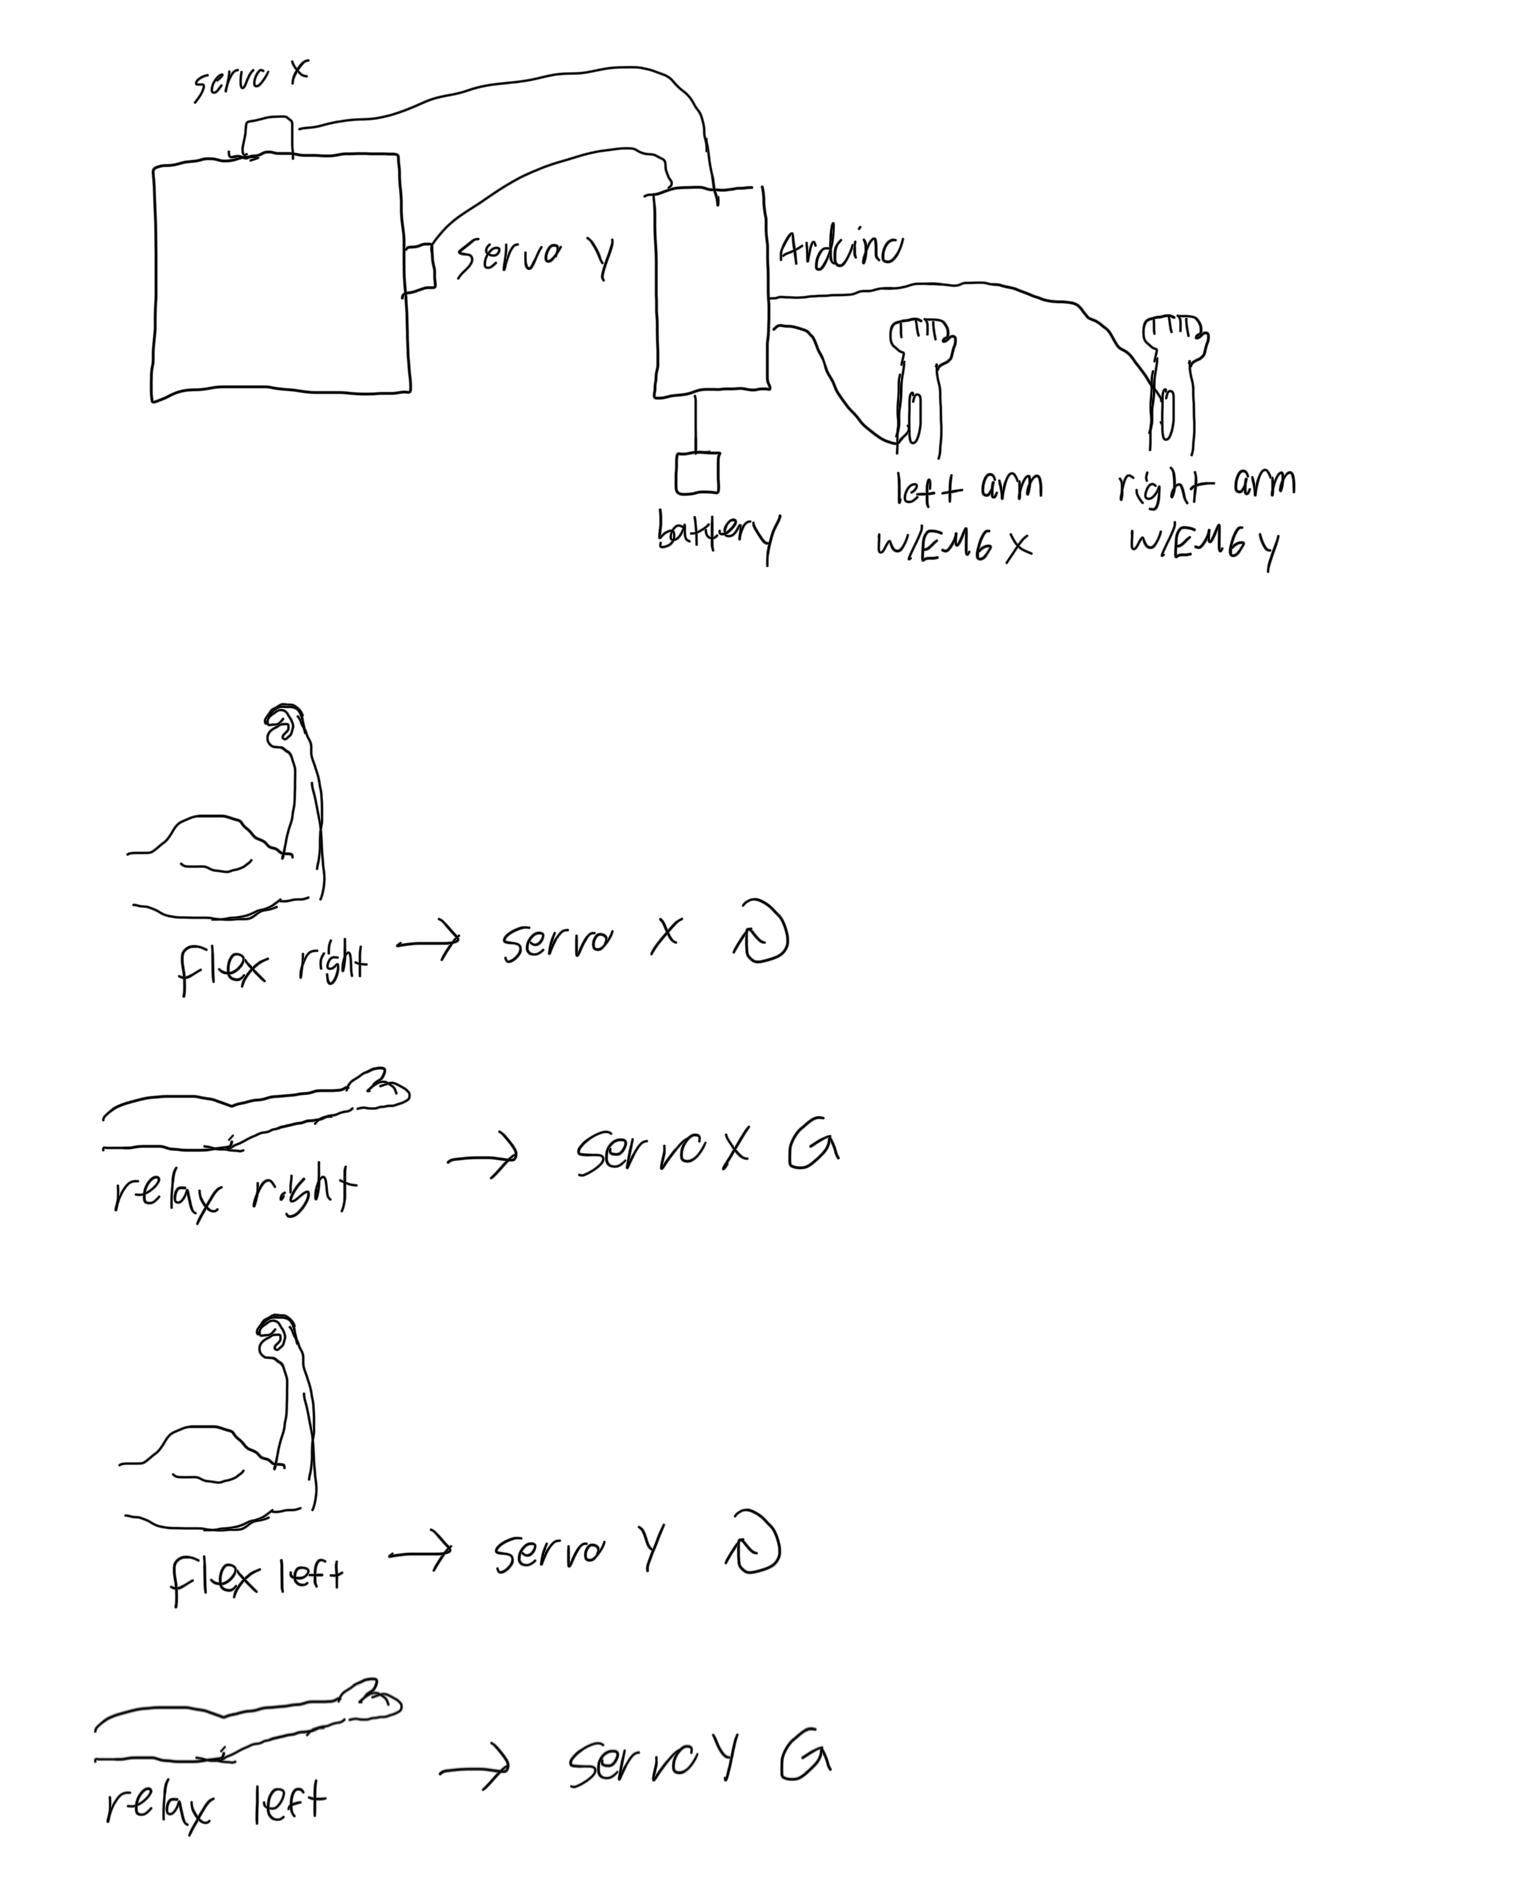 servo X
servo Y
Arduino
battery
left arm
W/EMG X
right arm
W/EMG Y
flex right → servo X
relax right → servo X
flex left → servo Y
relax left → servo Y